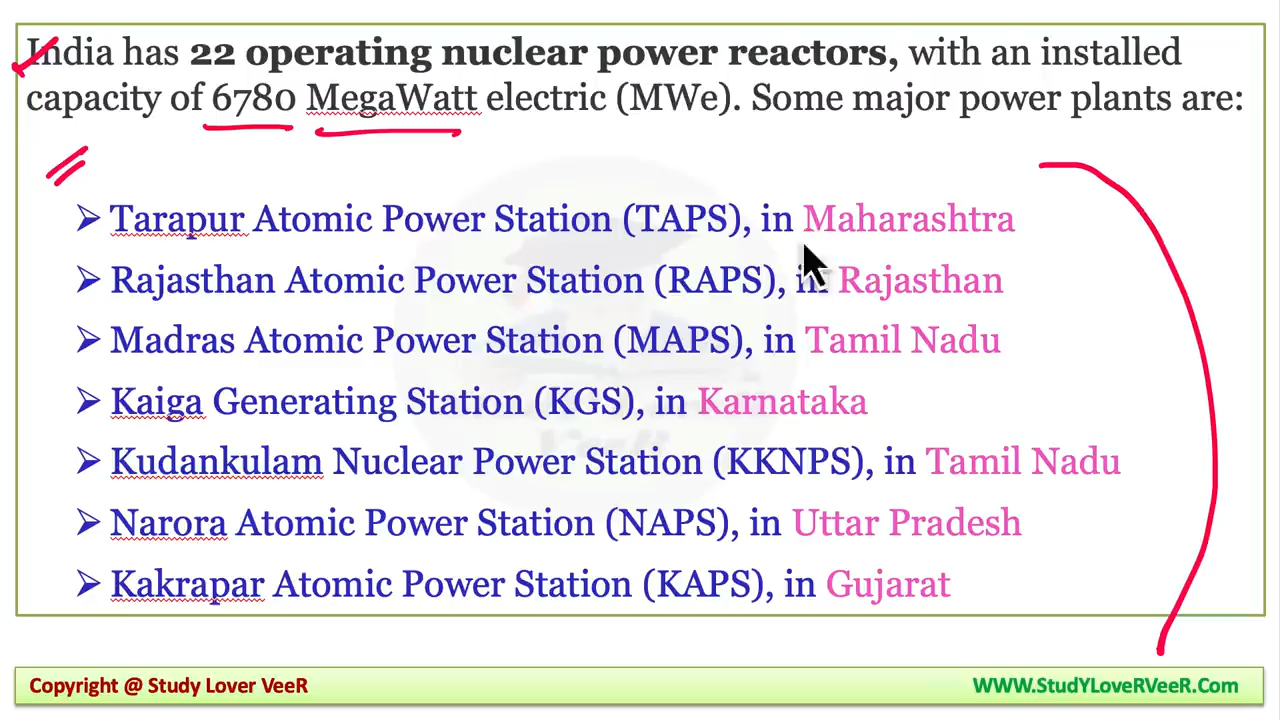 India has 22 operating nuclear power reactors, with an installed
capacity of 6780 MegaWatt electric (MWe). Some major power plants are:
➢ Tarapur Atomic Power Station (TAPS), in Maharashtra
➢ Rajasthan Atomic Power Station (RAPS), in Rajasthan
➢ Madras Atomic Power Station (MAPS), in Tamil Nadu
➢ Kaiga Generating Station (KGS), in Karnataka
➢ Kudankulam Nuclear Power Station (KKNPS), in Tamil Nadu
➢ Narora Atomic Power Station (NAPS), in Uttar Pradesh
➢ Kakrapar Atomic Power Station (KAPS), in Gujarat
Copyright @ Study Lover VeeR
WWW.StudYLoveRVeeR.Com